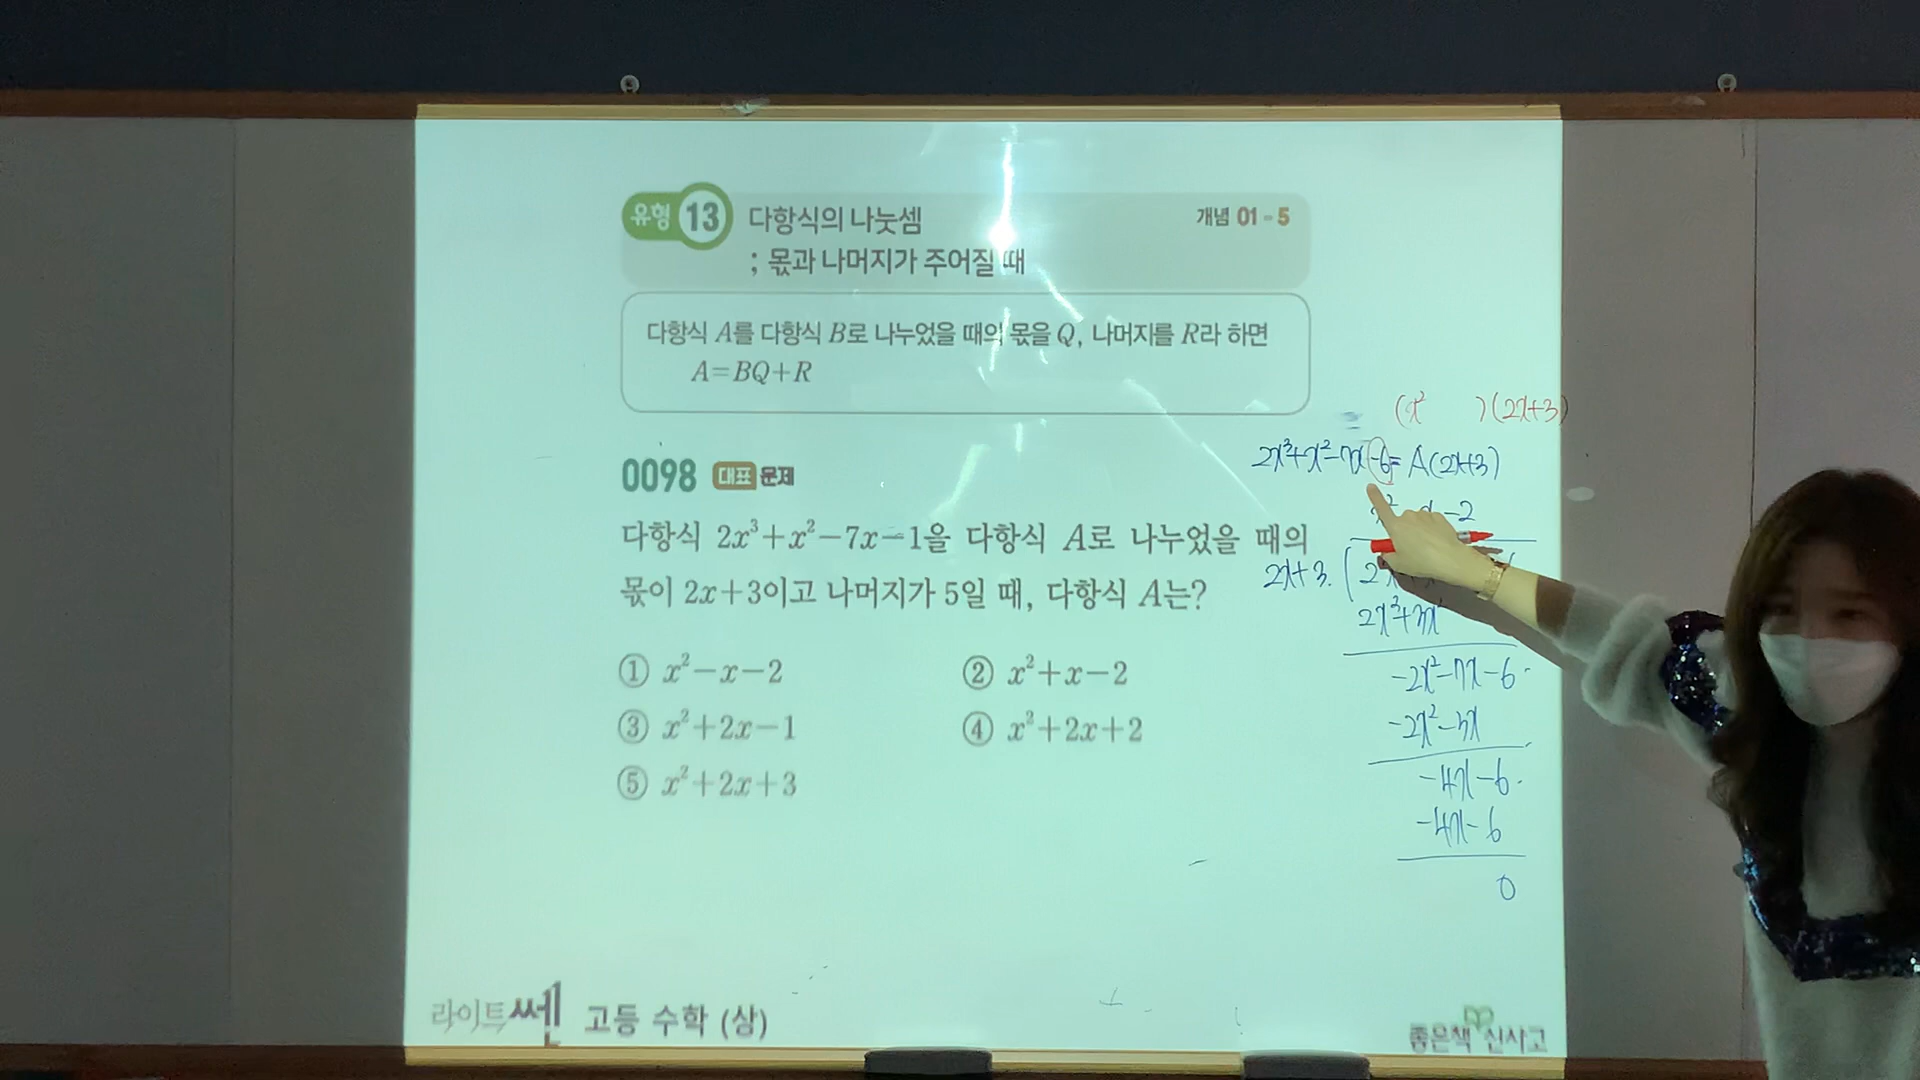 유형 13 다항식의 나눗셈 개념 01-5
; 몫과 나머지가 주어질 때
다항식 A를 다항식 B로 나누었을 때의 몫을 Q, 나머지를 R라 하면
A=BQ+R
0098 대표 문제
다항식 2x³+x²-7x-1을 다항식 A로 나누었을 때의
몫이 2x+3이고 나머지가 5일 때, 다항식 A는?
① x²-x-2 ② x²+x-2
③ x²+2x-1 ④ x²+2x+2
⑤ x²+2x+3
(x² )(2x+3)
2x³+x²-7x-6=A(2x+3)
-2
2x+3
2x³+3x²
-2x²-7x-6
-2x²-3x
-4x-6
-4x-6
0
라이트쎈 고등 수학 (상)
좋은책 신사고